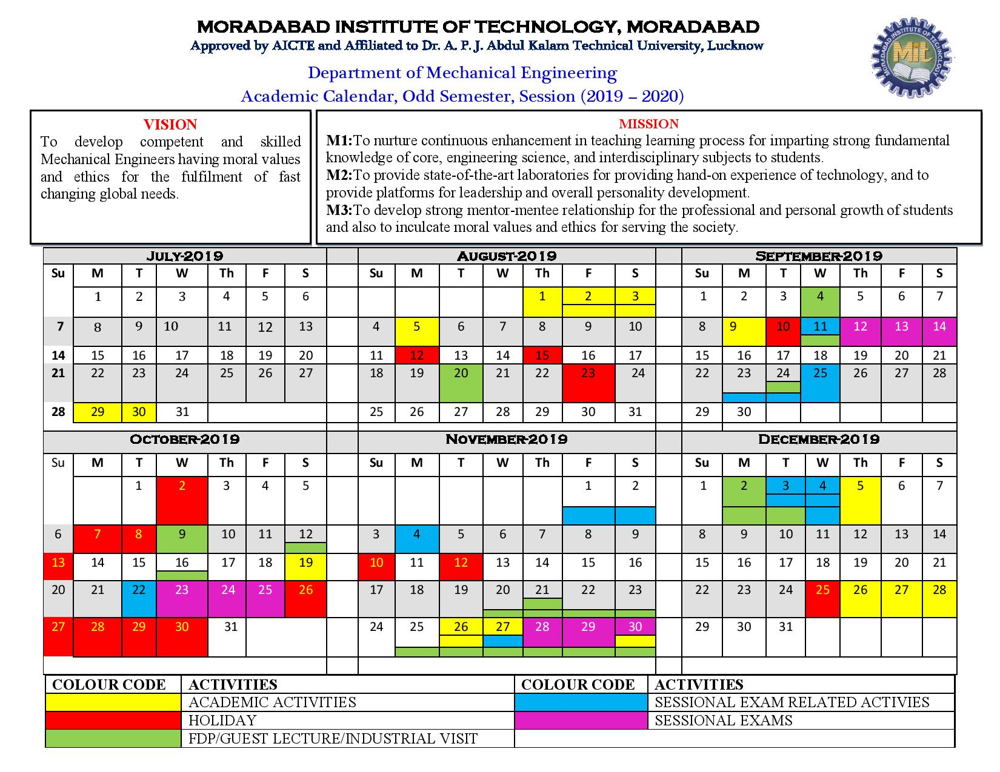 MORADABAD INSTITUTE OF TECHNOLOGY, MORADABAD
Approved by AICTE and Affiliated to Dr. A. P. J. Abdul Kalam Technical University, Lucknow
MORADABAD INSTITUTE OF TECHNOLOGY
Mit
Department of Mechanical Engineering
Academic Calendar, Odd Semester, Session (2019 – 2020)
VISION
To develop competent and skilled
Mechanical Engineers having moral values
and ethics for the fulfilment of fast
changing global needs.
MISSION
M1:To nurture continuous enhancement in teaching learning process for imparting strong fundamental
knowledge of core, engineering science, and interdisciplinary subjects to students.
M2:To provide state-of-the-art laboratories for providing hand-on experience of technology, and to
provide platforms for leadership and overall personality development.
M3:To develop strong mentor-mentee relationship for the professional and personal growth of students
and also to inculcate moral values and ethics for serving the society.
JULY-2019 AUGUST-2019 SEPTEMBER-2019
Su M T W Th F S Su M T W Th F S Su M T W Th F S
1 2 3 4 5 6 1 2 3 1 2 3 4 5 6 7
7 8 9 10 11 12 13 4 5 6 7 8 9 10 8 9 10 11 12 13 14
14 15 16 17 18 19 20 11 12 13 14 15 16 17 15 16 17 18 19 20 21
21 22 23 24 25 26 27 18 19 20 21 22 23 24 22 23 24 25 26 27 28
28 29 30 31 25 26 27 28 29 30 31 29 30
OCTOBER-2019 NOVEMBER-2019 DECEMBER-2019
Su M T W Th F S Su M T W Th F S Su M T W Th F S
1 2 3 4 5 1 2 1 2 3 4 5 6 7
6 7 8 9 10 11 12 3 4 5 6 7 8 9 8 9 10 11 12 13 14
13 14 15 16 17 18 19 10 11 12 13 14 15 16 15 16 17 18 19 20 21
20 21 22 23 24 25 26 17 18 19 20 21 22 23 22 23 24 25 26 27 28
27 28 29 30 31 24 25 26 27 28 29 30 29 30 31
COLOUR CODE ACTIVITIES COLOUR CODE ACTIVITIES
ACADEMIC ACTIVITIES SESSIONAL EXAM RELATED ACTIVIES
HOLIDAY SESSIONAL EXAMS
FDP/GUEST LECTURE/INDUSTRIAL VISIT